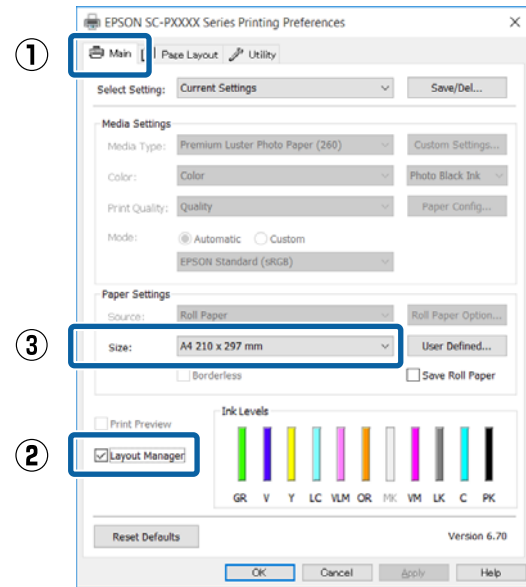 EPSON SC-PXXXX Series Printing Preferences
①
Main Page Layout Utility
Select Setting: Current Settings Save/Del...
Media Settings
Media Type: Premium Luster Photo Paper (260) Custom Settings...
Color: Color Photo Black Ink
Print Quality: Quality Paper Config...
Mode: Automatic Custom
EPSON Standard (sRGB)
Paper Settings
Source: Roll Paper Roll Paper Option...
③
Size: A4 210 x 297 mm User Defined...
Borderless Save Roll Paper
Ink Levels
Print Preview
②
Layout Manager
GR V Y LC VLM OR MK VM LK C PK
Reset Defaults Version 6.70
OK Cancel Apply Help